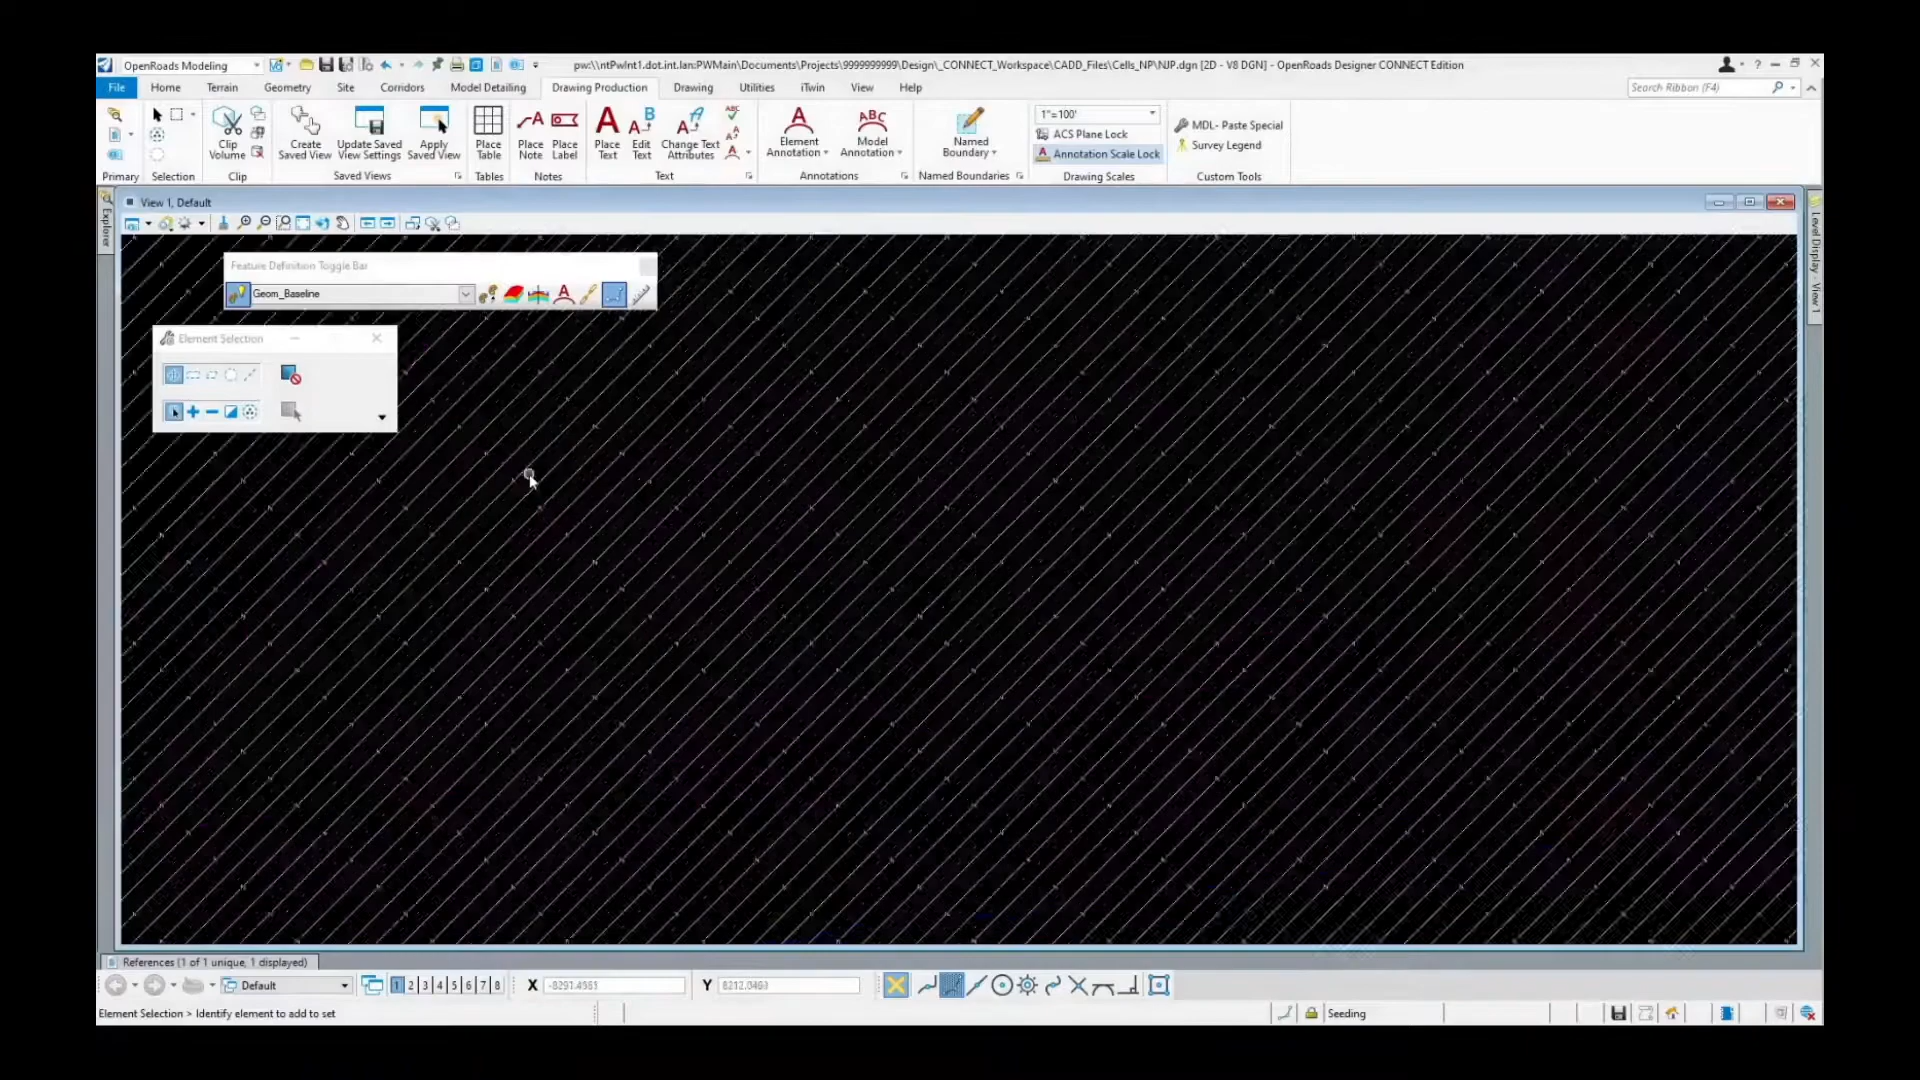 OpenRoads Modeling
pw:\\ntPwInt1.dot.int.lan:PWMain\Documents\Projects\9999999999\Design\_CONNECT_Workspace\CADD_Files\Cells_NP\NJP.dgn [2D - V8 DGN] - OpenRoads Designer CONNECT Edition
File Home Terrain Geometry Site Corridors Model Detailing Drawing Production Drawing Utilities iTwin View Help
Search Ribbon (F4)
Clip Volume
Create Saved View
Update Saved View Settings
Apply Saved View
Place Table
Place Note
Place Label
Place Text
Edit Text
Change Text Attributes
Element Annotation
Model Annotation
Named Boundary
1"=100'
ACS Plane Lock
Annotation Scale Lock
MDL- Paste Special
Survey Legend
Primary Selection Clip Saved Views Tables Notes Text Annotations Named Boundaries Drawing Scales Custom Tools
View 1, Default
Explorer
Level Display - View 1
Feature Definition Toggle Bar
Geom_Baseline
Element Selection
References (1 of 1 unique, 1 displayed)
Default
1 2 3 4 5 6 7 8
X
Y
Element Selection > Identify element to add to set
Seeding